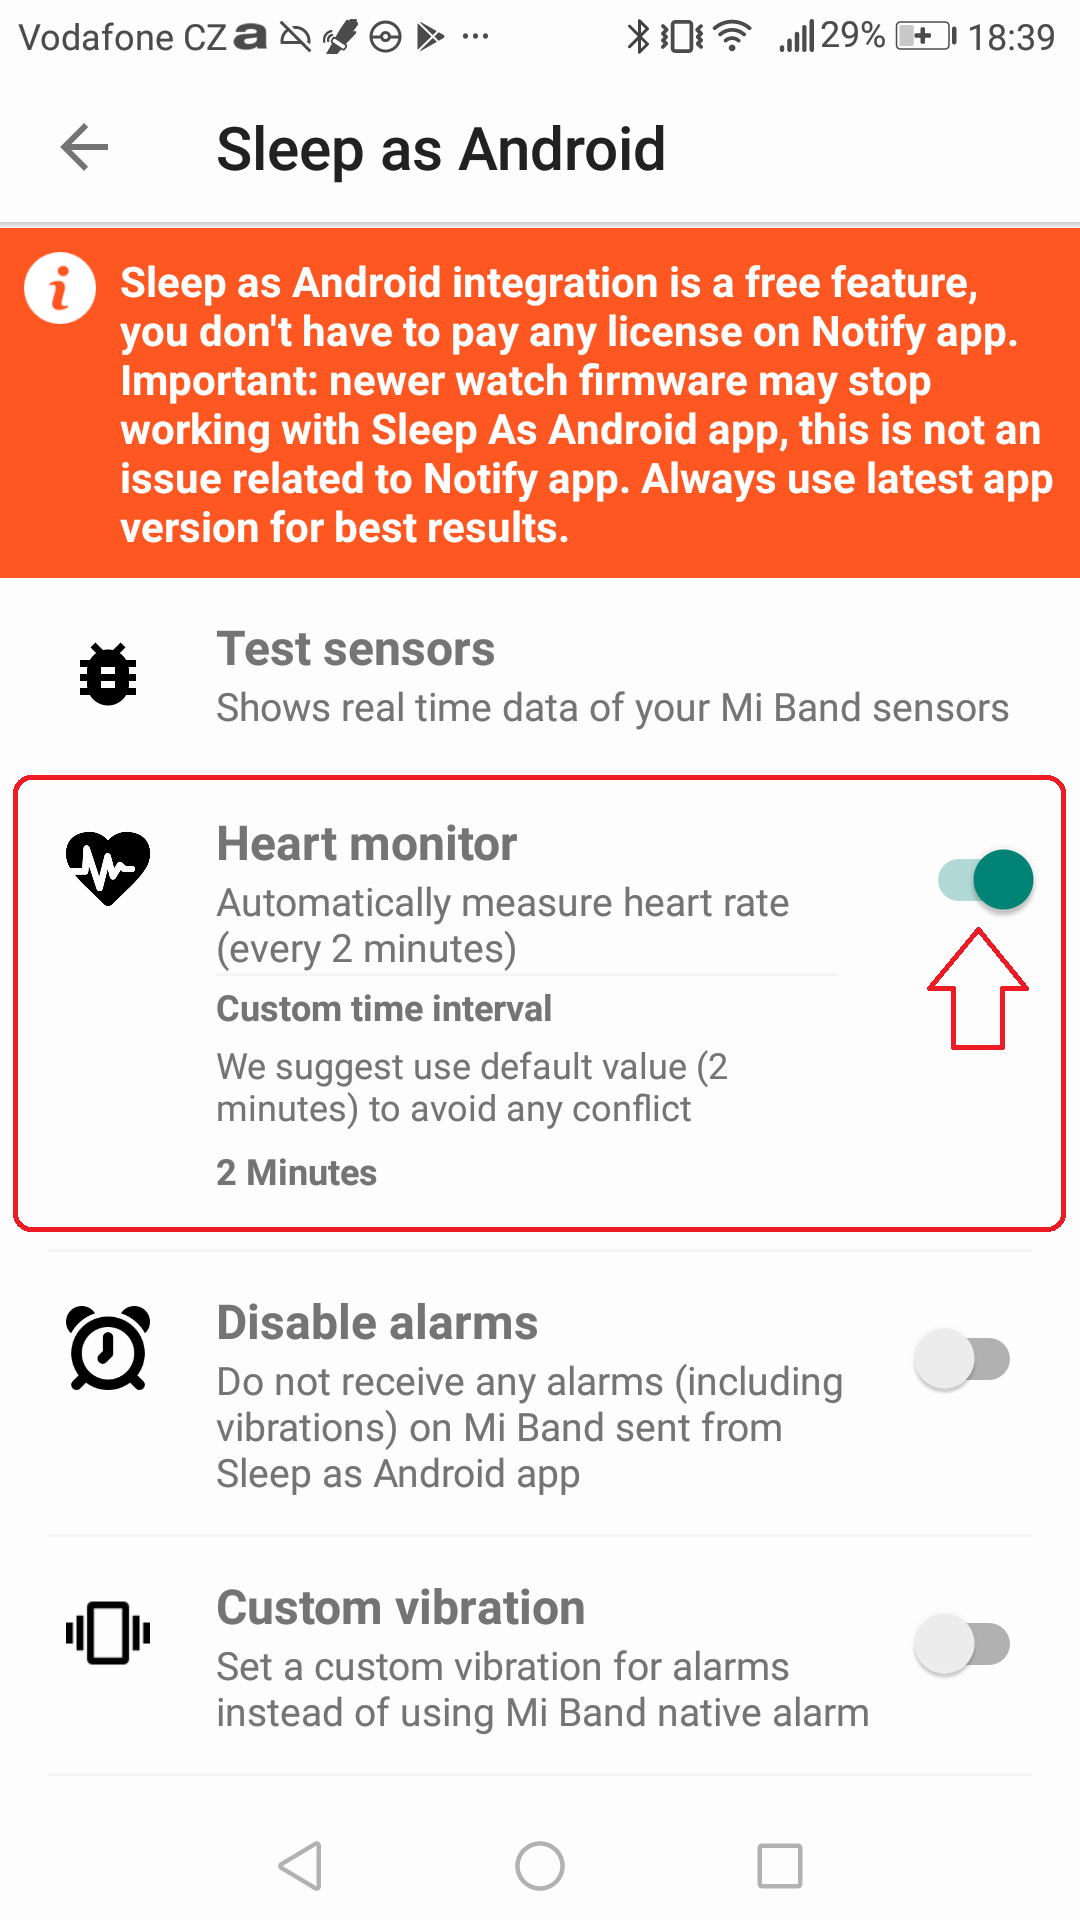 Vodafone CZ a 29% 18:39
Sleep as Android
i Sleep as Android integration is a free feature,
you don't have to pay any license on Notify app.
Important: newer watch firmware may stop
working with Sleep As Android app, this is not an
issue related to Notify app. Always use latest app
version for best results.
Test sensors
Shows real time data of your Mi Band sensors
Heart monitor
Automatically measure heart rate
(every 2 minutes)
Custom time interval
We suggest use default value (2
minutes) to avoid any conflict
2 Minutes
Disable alarms
Do not receive any alarms (including
vibrations) on Mi Band sent from
Sleep as Android app
Custom vibration
Set a custom vibration for alarms
instead of using Mi Band native alarm